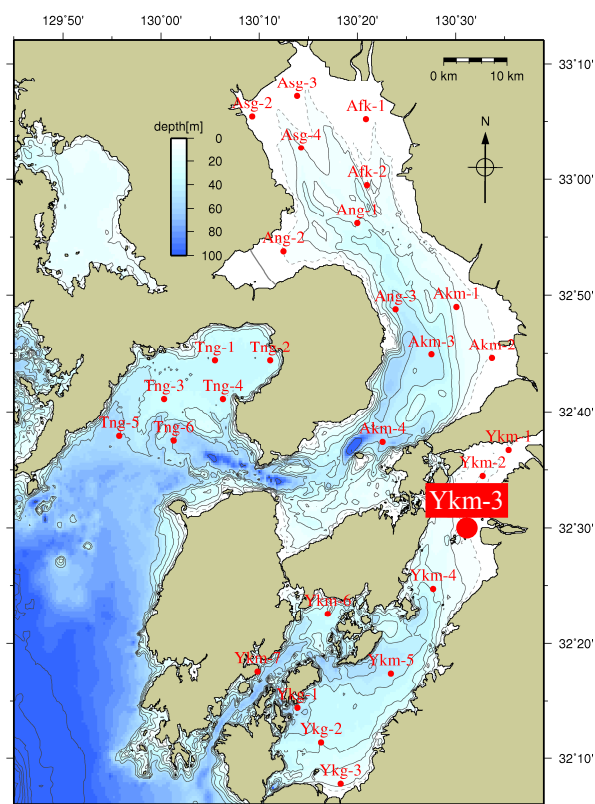 129˚50' 130˚00' 130˚10' 130˚20' 130˚30'
33˚10'
33˚00'
32˚50'
32˚40'
32˚30'
32˚20'
32˚10'
0 km 10 km
N
depth[m]
0
20
40
60
80
100
Asg-3
Asg-2
Afk-1
Asg-4
Afk-2
Ang-1
Ang-2
Ang-3
Akm-1
Akm-3
Akm-2
Tng-1
Tng-2
Tng-3
Tng-4
Tng-5
Tng-6
Akm-4
Ykm-1
Ykm-2
Ykm-3
Ykm-4
Ykm-6
Ykm-7
Ykm-5
Ykg-1
Ykg-2
Ykg-3